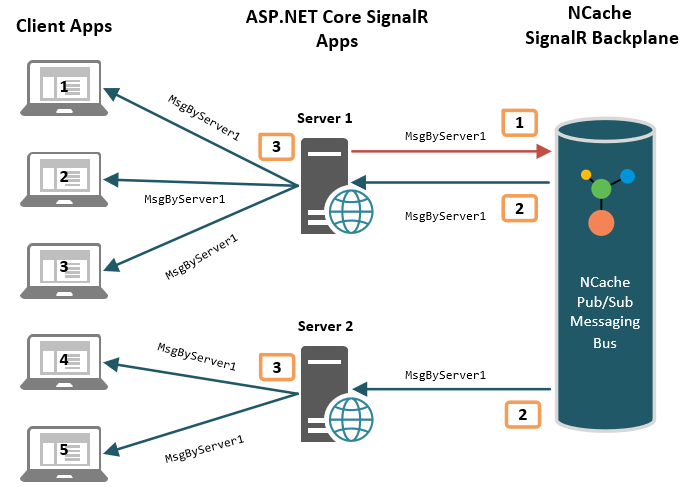 Client Apps
ASP.NET Core SignalR
Apps
NCache
SignalR Backplane
1
MsgByServer1
Server 1
3
MsgByServer1
1
2
MsgByServer1
MsgByServer1
2
3
MsgByServer1
NCache
Pub/Sub
Messaging
Bus
Server 2
4
MsgByServer1
3
MsgByServer1
2
5
MsgByServer1